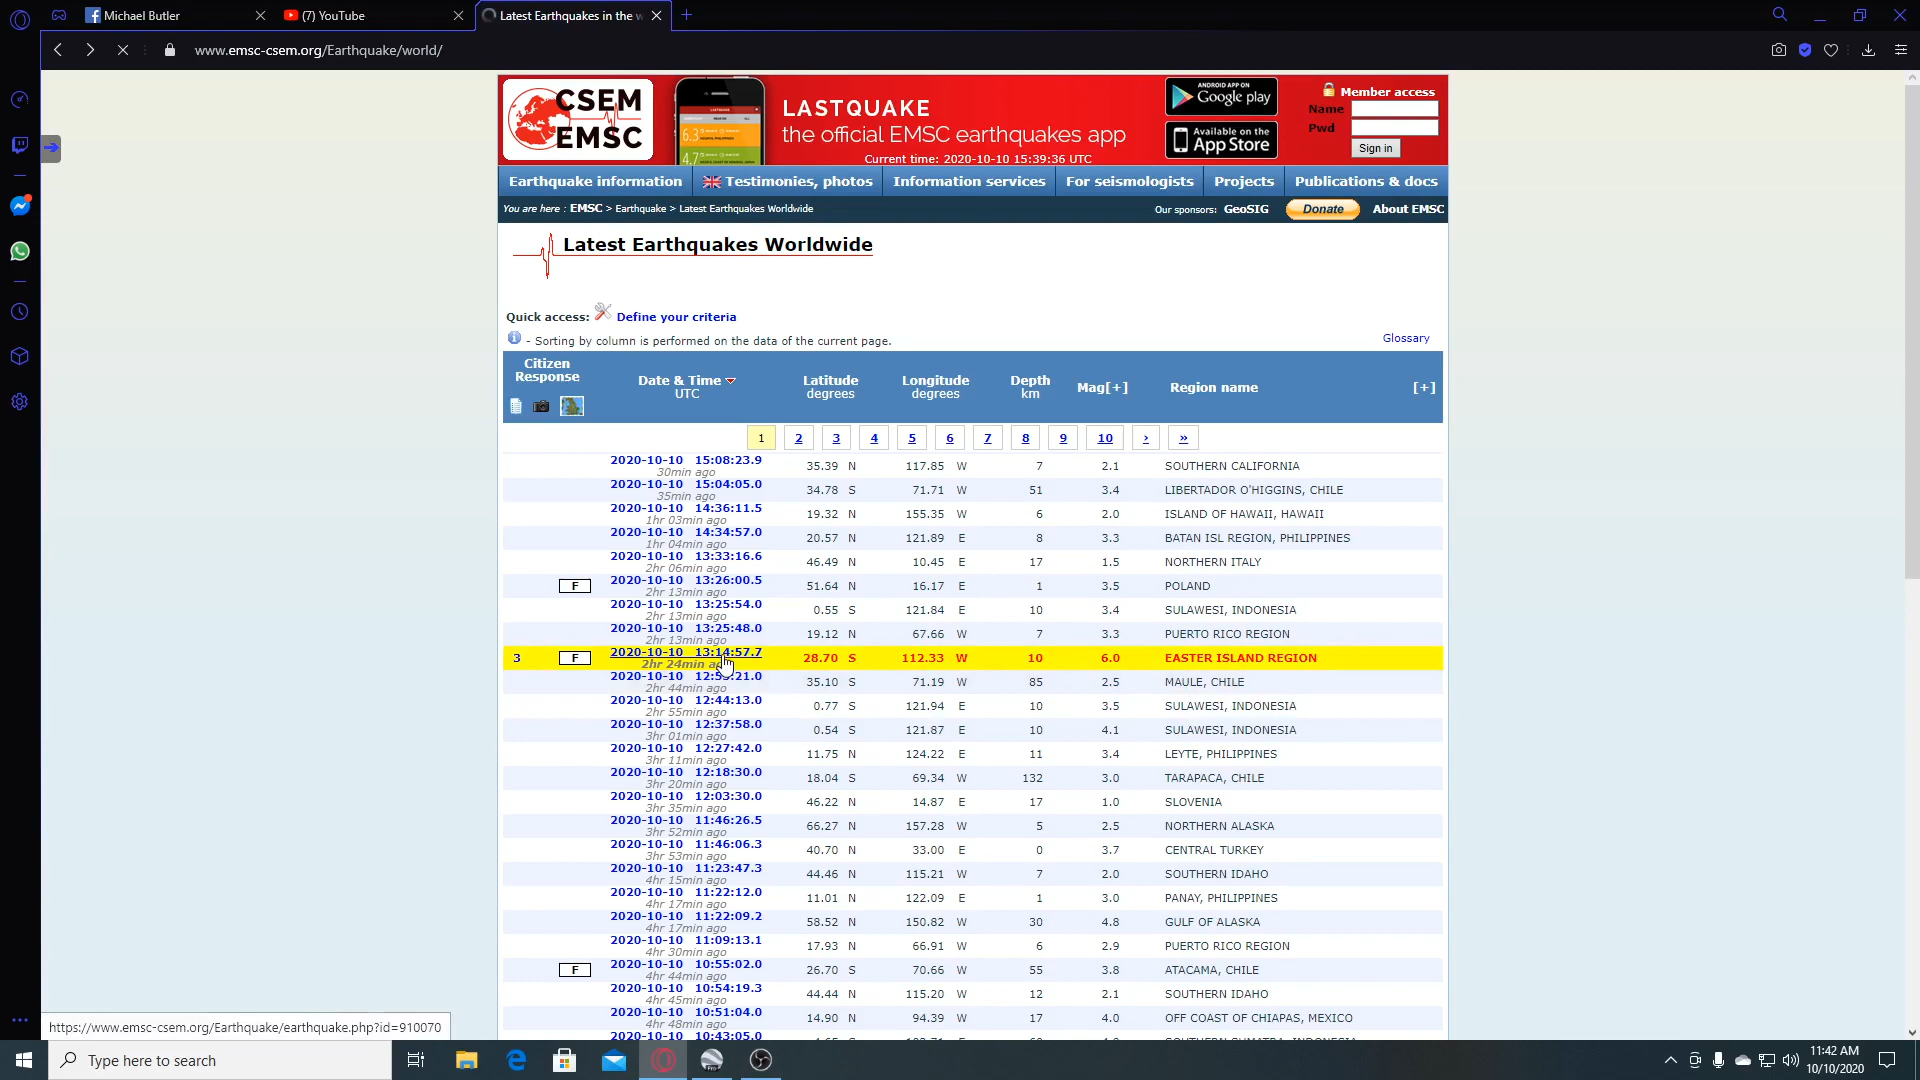 Michael Butler
(7) YouTube
Latest Earthquakes in the w
www.emsc-csem.org/Earthquake/world/
CSEM
EMSC
LASTQUAKE
the official EMSC earthquakes app
Current time: 2020-10-10 15:39:36 UTC
ANDROID APP ON
Google play
Available on the
App Store
Member access
Name
Pwd
Sign in
Earthquake information Testimonies, photos Information services For seismologists Projects Publications & docs
You are here : EMSC > Earthquake > Latest Earthquakes Worldwide
Our sponsors: GeoSIG Donate About EMSC
Latest Earthquakes Worldwide
Quick access: Define your criteria
- Sorting by column is performed on the data of the current page.
Glossary
Citizen Response Date & Time UTC Latitude degrees Longitude degrees Depth km Mag[+] Region name [+]
1 2 3 4 5 6 7 8 9 10 › »
2020-10-10 15:08:23.9 35.39 N 117.85 W 7 2.1 SOUTHERN CALIFORNIA
30min ago
2020-10-10 15:04:05.0 34.78 S 71.71 W 51 3.4 LIBERTADOR O'HIGGINS, CHILE
35min ago
2020-10-10 14:36:11.5 19.32 N 155.35 W 6 2.0 ISLAND OF HAWAII, HAWAII
1hr 03min ago
2020-10-10 14:34:57.0 20.57 N 121.89 E 8 3.3 BATAN ISL REGION, PHILIPPINES
1hr 04min ago
2020-10-10 13:33:16.6 46.49 N 10.45 E 17 1.5 NORTHERN ITALY
2hr 06min ago
F 2020-10-10 13:26:00.5 51.64 N 16.17 E 1 3.5 POLAND
2hr 13min ago
2020-10-10 13:25:54.0 0.55 S 121.84 E 10 3.4 SULAWESI, INDONESIA
2hr 13min ago
2020-10-10 13:25:48.0 19.12 N 67.66 W 7 3.3 PUERTO RICO REGION
2hr 13min ago
3 F 2020-10-10 13:14:57.7 28.70 S 112.33 W 10 6.0 EASTER ISLAND REGION
2hr 24min ago
2020-10-10 12:55:21.0 35.10 S 71.19 W 85 2.5 MAULE, CHILE
2hr 44min ago
2020-10-10 12:44:13.0 0.77 S 121.94 E 10 3.5 SULAWESI, INDONESIA
2hr 55min ago
2020-10-10 12:37:58.0 0.54 S 121.87 E 10 4.1 SULAWESI, INDONESIA
3hr 01min ago
2020-10-10 12:27:42.0 11.75 N 124.22 E 11 3.4 LEYTE, PHILIPPINES
3hr 11min ago
2020-10-10 12:18:30.0 18.04 S 69.34 W 132 3.0 TARAPACA, CHILE
3hr 20min ago
2020-10-10 12:03:30.0 46.22 N 14.87 E 17 1.0 SLOVENIA
3hr 35min ago
2020-10-10 11:46:26.5 66.27 N 157.28 W 5 2.5 NORTHERN ALASKA
3hr 52min ago
2020-10-10 11:46:06.3 40.70 N 33.00 E 0 3.7 CENTRAL TURKEY
3hr 53min ago
2020-10-10 11:23:47.3 44.46 N 115.21 W 7 2.0 SOUTHERN IDAHO
4hr 15min ago
2020-10-10 11:22:12.0 11.01 N 122.09 E 1 3.0 PANAY, PHILIPPINES
4hr 17min ago
2020-10-10 11:22:09.2 58.52 N 150.82 W 30 4.8 GULF OF ALASKA
4hr 17min ago
2020-10-10 11:09:13.1 17.93 N 66.91 W 6 2.9 PUERTO RICO REGION
4hr 30min ago
F 2020-10-10 10:55:02.0 26.70 S 70.66 W 55 3.8 ATACAMA, CHILE
4hr 44min ago
2020-10-10 10:54:19.3 44.44 N 115.20 W 12 2.1 SOUTHERN IDAHO
4hr 45min ago
2020-10-10 10:51:04.0 14.90 N 94.39 W 17 4.0 OFF COAST OF CHIAPAS, MEXICO
4hr 48min ago
2020-10-10 10:43:05.0
https://www.emsc-csem.org/Earthquake/earthquake.php?id=910070
Type here to search
11:42 AM
10/10/2020